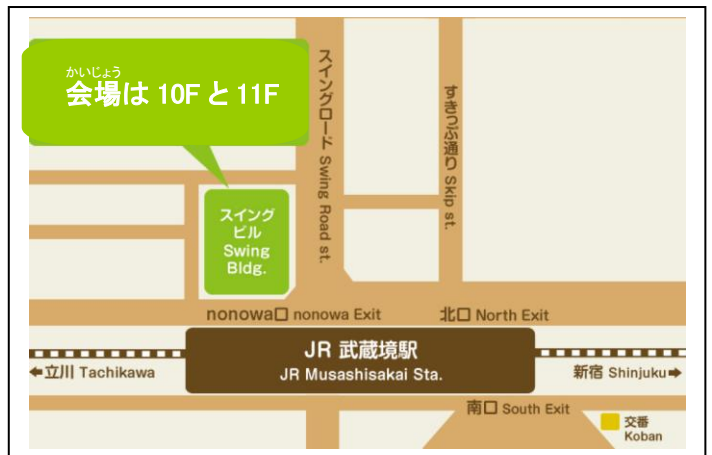 かいじょう
会場は 10F と 11F
スイングロード Swing Road st.
すきっぷ通り Skip st.
スイング
ビル
Swing
Bldg.
nonowa口 nonowa Exit
北口 North Exit
JR 武蔵境駅
JR Musashisakai Sta.
←立川 Tachikawa
新宿 Shinjuku→
南口 South Exit
交番
Koban